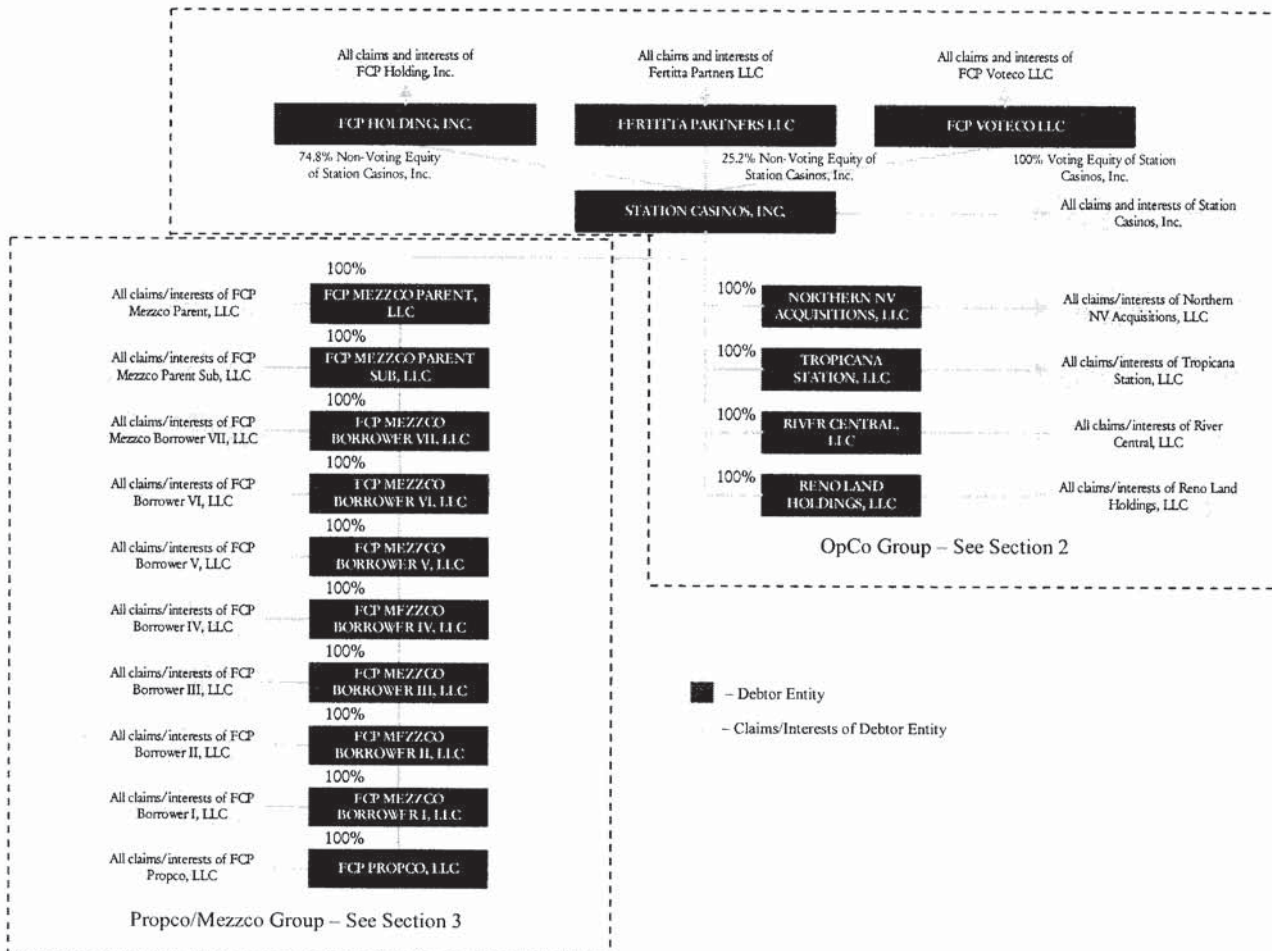 All claims and interests of
FCP Holding, Inc.
All claims and interests of
Fertitta Partners LLC
All claims and interests of
FCP Voteco LLC
FCP HOLDING, INC.
FERTITTA PARTNERS LLC
FCP VOTECO LLC
74.8% Non-Voting Equity
of Station Casinos, Inc.
25.2% Non-Voting Equity of
Station Casinos, Inc.
100% Voting Equity of Station
Casinos, Inc.
STATION CASINOS, INC.
All claims and interests of Station
Casinos, Inc.
100%
All claims/interests of FCP
Mezzco Parent, LLC
FCP MEZZCO PARENT,
LLC
100%
All claims/interests of FCP
Mezzco Parent Sub, LLC
FCP MEZZCO PARENT
SUB, LLC
100%
All claims/interests of FCP
Mezzco Borrower VII, LLC
FCP MEZZCO
BORROWER VII, LLC
100%
All claims/interests of FCP
Borrower VI, LLC
FCP MEZZCO
BORROWER VI, LLC
100%
All claims/interests of FCP
Borrower V, LLC
FCP MEZZCO
BORROWER V, LLC
100%
All claims/interests of FCP
Borrower IV, LLC
FCP MEZZCO
BORROWER IV, LLC
100%
All claims/interests of FCP
Borrower III, LLC
FCP MEZZCO
BORROWER III, LLC
100%
All claims/interests of FCP
Borrower II, LLC
FCP MEZZCO
BORROWER II, LLC
100%
All claims/interests of FCP
Borrower I, LLC
FCP MEZZCO
BORROWER I, LLC
100%
All claims/interests of FCP
Propco, LLC
FCP PROPCO, LLC
Propco/Mezzco Group – See Section 3
100%
NORTHERN NV
ACQUISITIONS, LLC
All claims/interests of Northern
NV Acquisitions, LLC
100%
TROPICANA
STATION, LLC
All claims/interests of Tropicana
Station, LLC
100%
RIVER CENTRAL,
LLC
All claims/interests of River
Central, LLC
100%
RENO LAND
HOLDINGS, LLC
All claims/interests of Reno Land
Holdings, LLC
OpCo Group – See Section 2
– Debtor Entity
– Claims/Interests of Debtor Entity